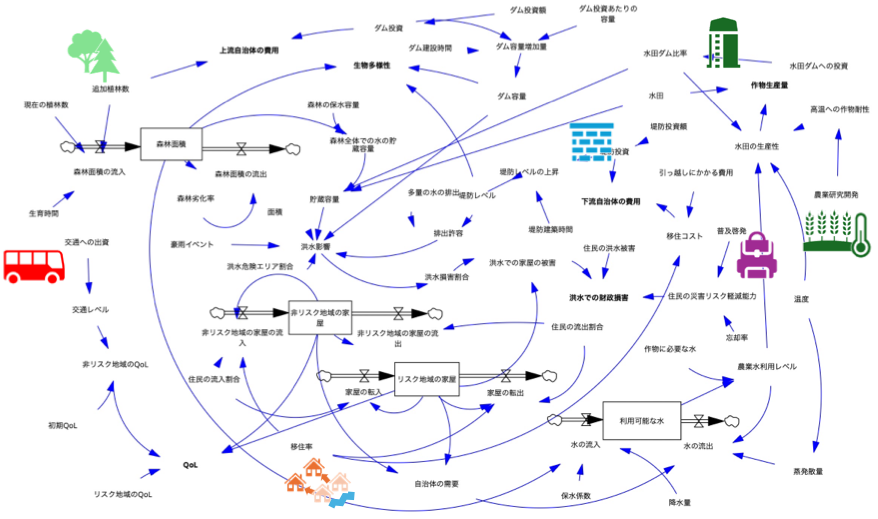 ダム投資額
ダム投資あたりの
容量
ダム投資
上流自治体の費用
ダム建設時間
ダム容量増加量
水田ダム比率
水田ダムへの投資
生物多様性
追加植林数
作物生産量
現在の植林数
森林の保水容量
ダム容量
水田
高温への作物耐性
堤防投資額
森林面積
森林全体での水の貯
蔵容量
水田の生産性
防投資
森林面積の流入
森林面積の流出
堤防レベルの上昇
引っ越しにかかる費用
森林劣化率
貯蔵容量
多量の水の排出
堤防レベル
下流自治体の費用
農業研究開発
生育時間
面積
豪雨イベント
洪水影響
排出許容
堤防建築時間
移住コスト
普及啓発
交通への出資
住民の洪水被害
洪水危険エリア割合
洪水損害割合
洪水での家屋の被害
洪水での財政損害
住民の災害リスク軽減能力
温度
交通レベル
非リスク地域の家
屋
非リスク地域の家屋の流
入
非リスク地域の家屋の流
出
住民の流出割合
忘却率
作物に必要な水
非リスク地域のQoL
住民の流入割合
リスク地域の家屋
農業水利用レベル
家屋の転入
家屋の転出
初期QoL
利用可能な水
移住率
水の流入
水の流出
QoL
自治体の需要
蒸発散量
リスク地域のQoL
保水係数
降水量